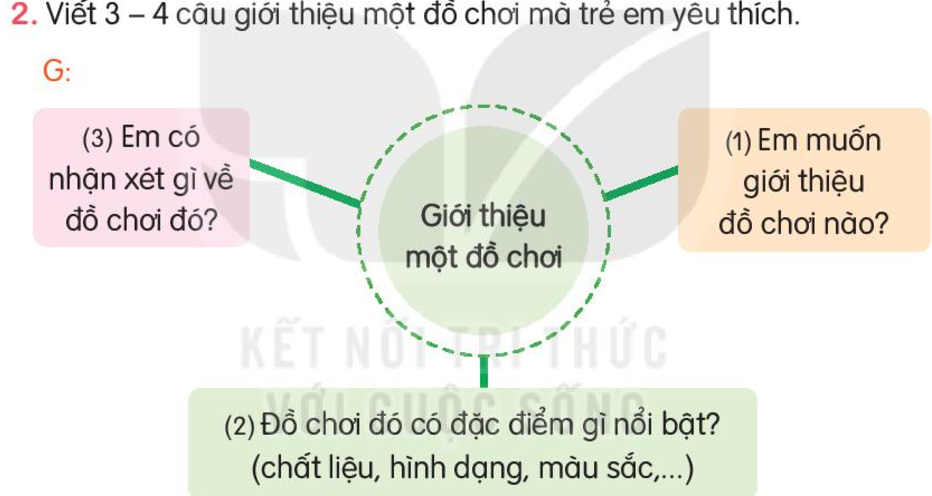 2. Viết 3 – 4 câu giới thiệu một đồ chơi mà trẻ em yêu thích.
G:
(1) Em muốn
giới thiệu
đồ chơi nào?
Giới thiệu
một đồ chơi
(3) Em có
nhận xét gì về
đồ chơi đó?
(2) Đồ chơi đó có đặc điểm gì nổi bật?
(chất liệu, hình dạng, màu sắc,...)
KẾT NỐI TRI THỨC
VỚI CUỘC SỐNG